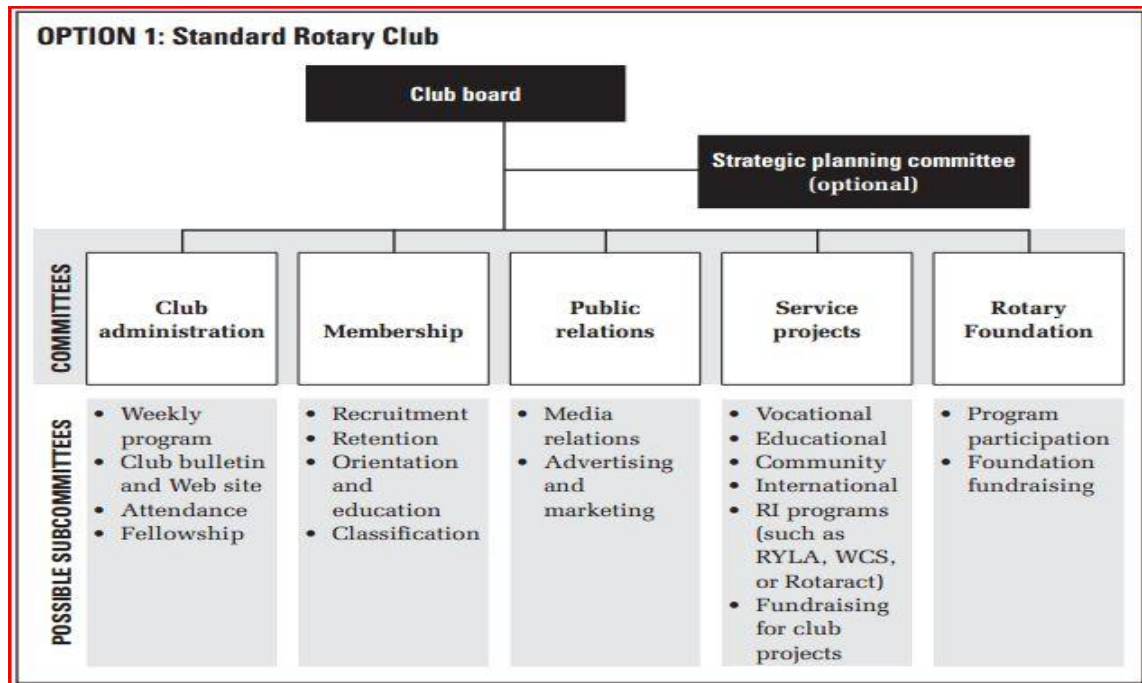 OPTION 1: Standard Rotary Club
Club board
Strategic planning committee
(optional)
COMMITTEES
Club
administration
Membership
Public
relations
Service
projects
Rotary
Foundation
POSSIBLE SUBCOMMITTEES
• Weekly
program
• Club bulletin
and Web site
• Attendance
• Fellowship
• Recruitment
• Retention
• Orientation
and
education
• Classification
• Media
relations
• Advertising
and
marketing
• Vocational
• Educational
• Community
• International
• RI programs
(such as
RYLA, WCS,
or Rotaract)
• Fundraising
for club
projects
• Program
participation
• Foundation
fundraising